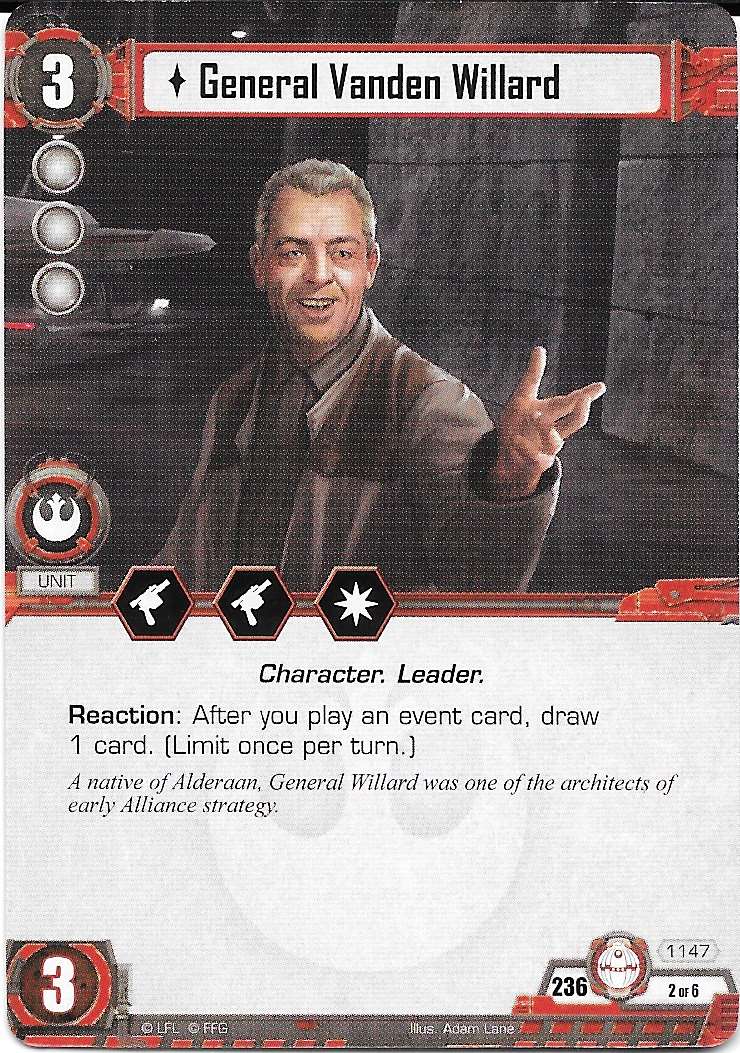 3
General Vanden Willard
UNIT
Character. Leader.
Reaction: After you play an event card, draw
1 card. (Limit once per turn.)
A native of Alderaan, General Willard was one of the architects of
early Alliance strategy.
3
1147
236
2 OF 6
© LFL © FFG
Illus. Adam Lane